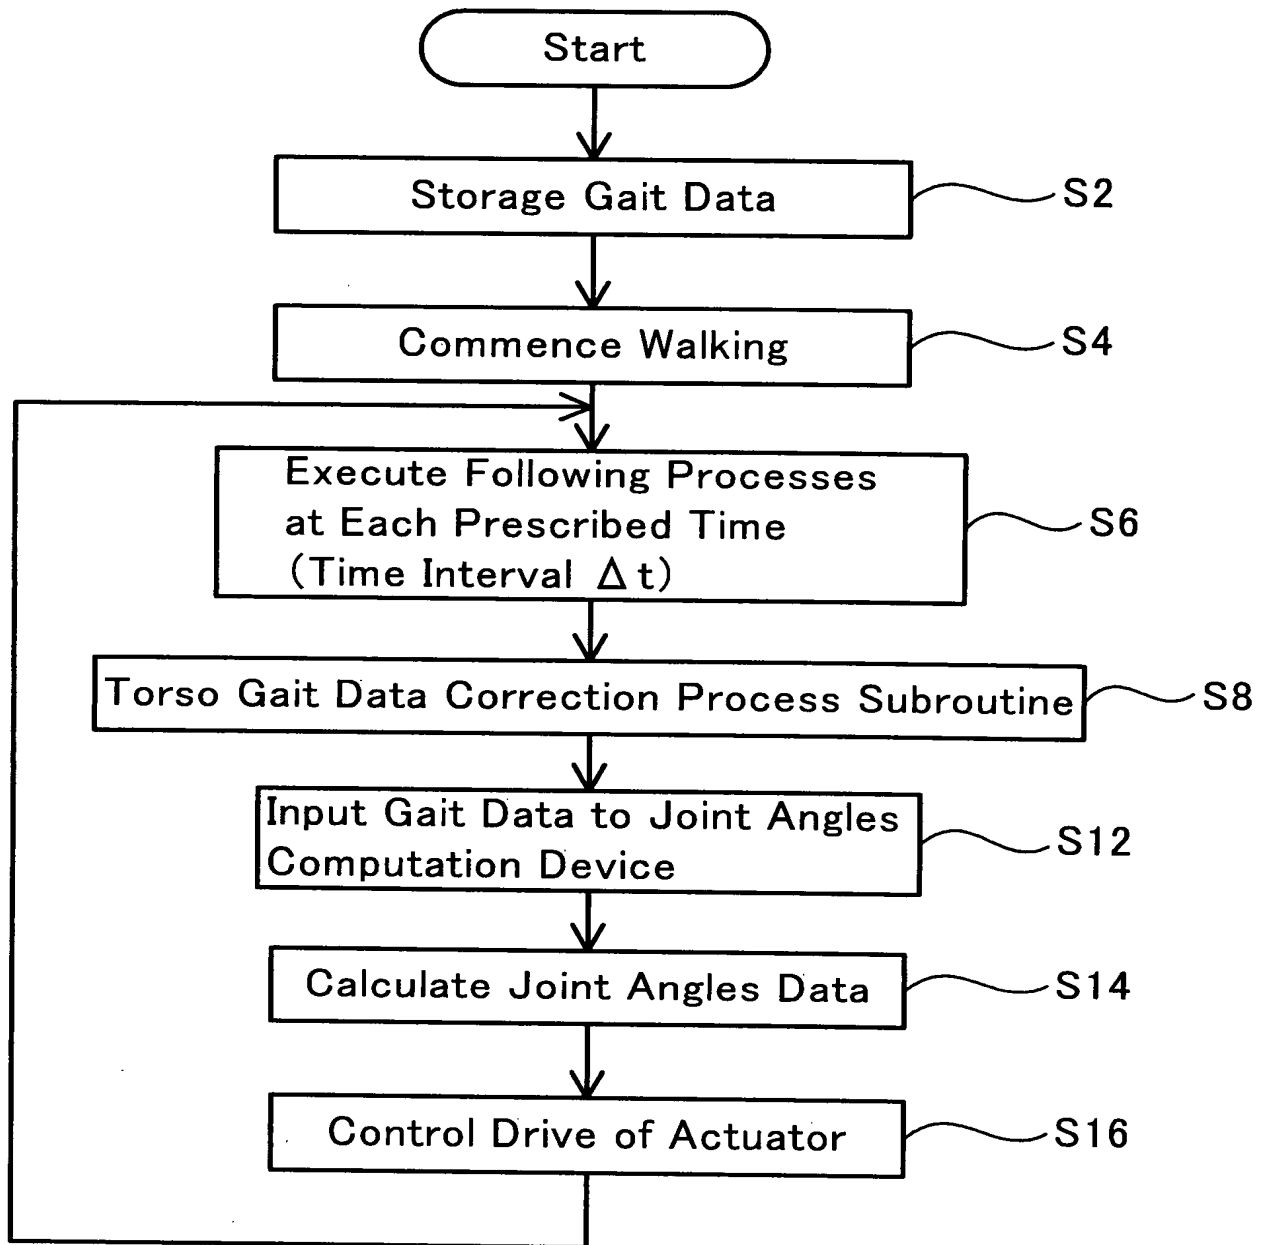 Start
Storage Gait Data
S2
Commence Walking
S4
Execute Following Processes
at Each Prescribed Time
(Time Interval Δt)
S6
Torso Gait Data Correction Process Subroutine
S8
Input Gait Data to Joint Angles
Computation Device
S12
Calculate Joint Angles Data
S14
Control Drive of Actuator
S16